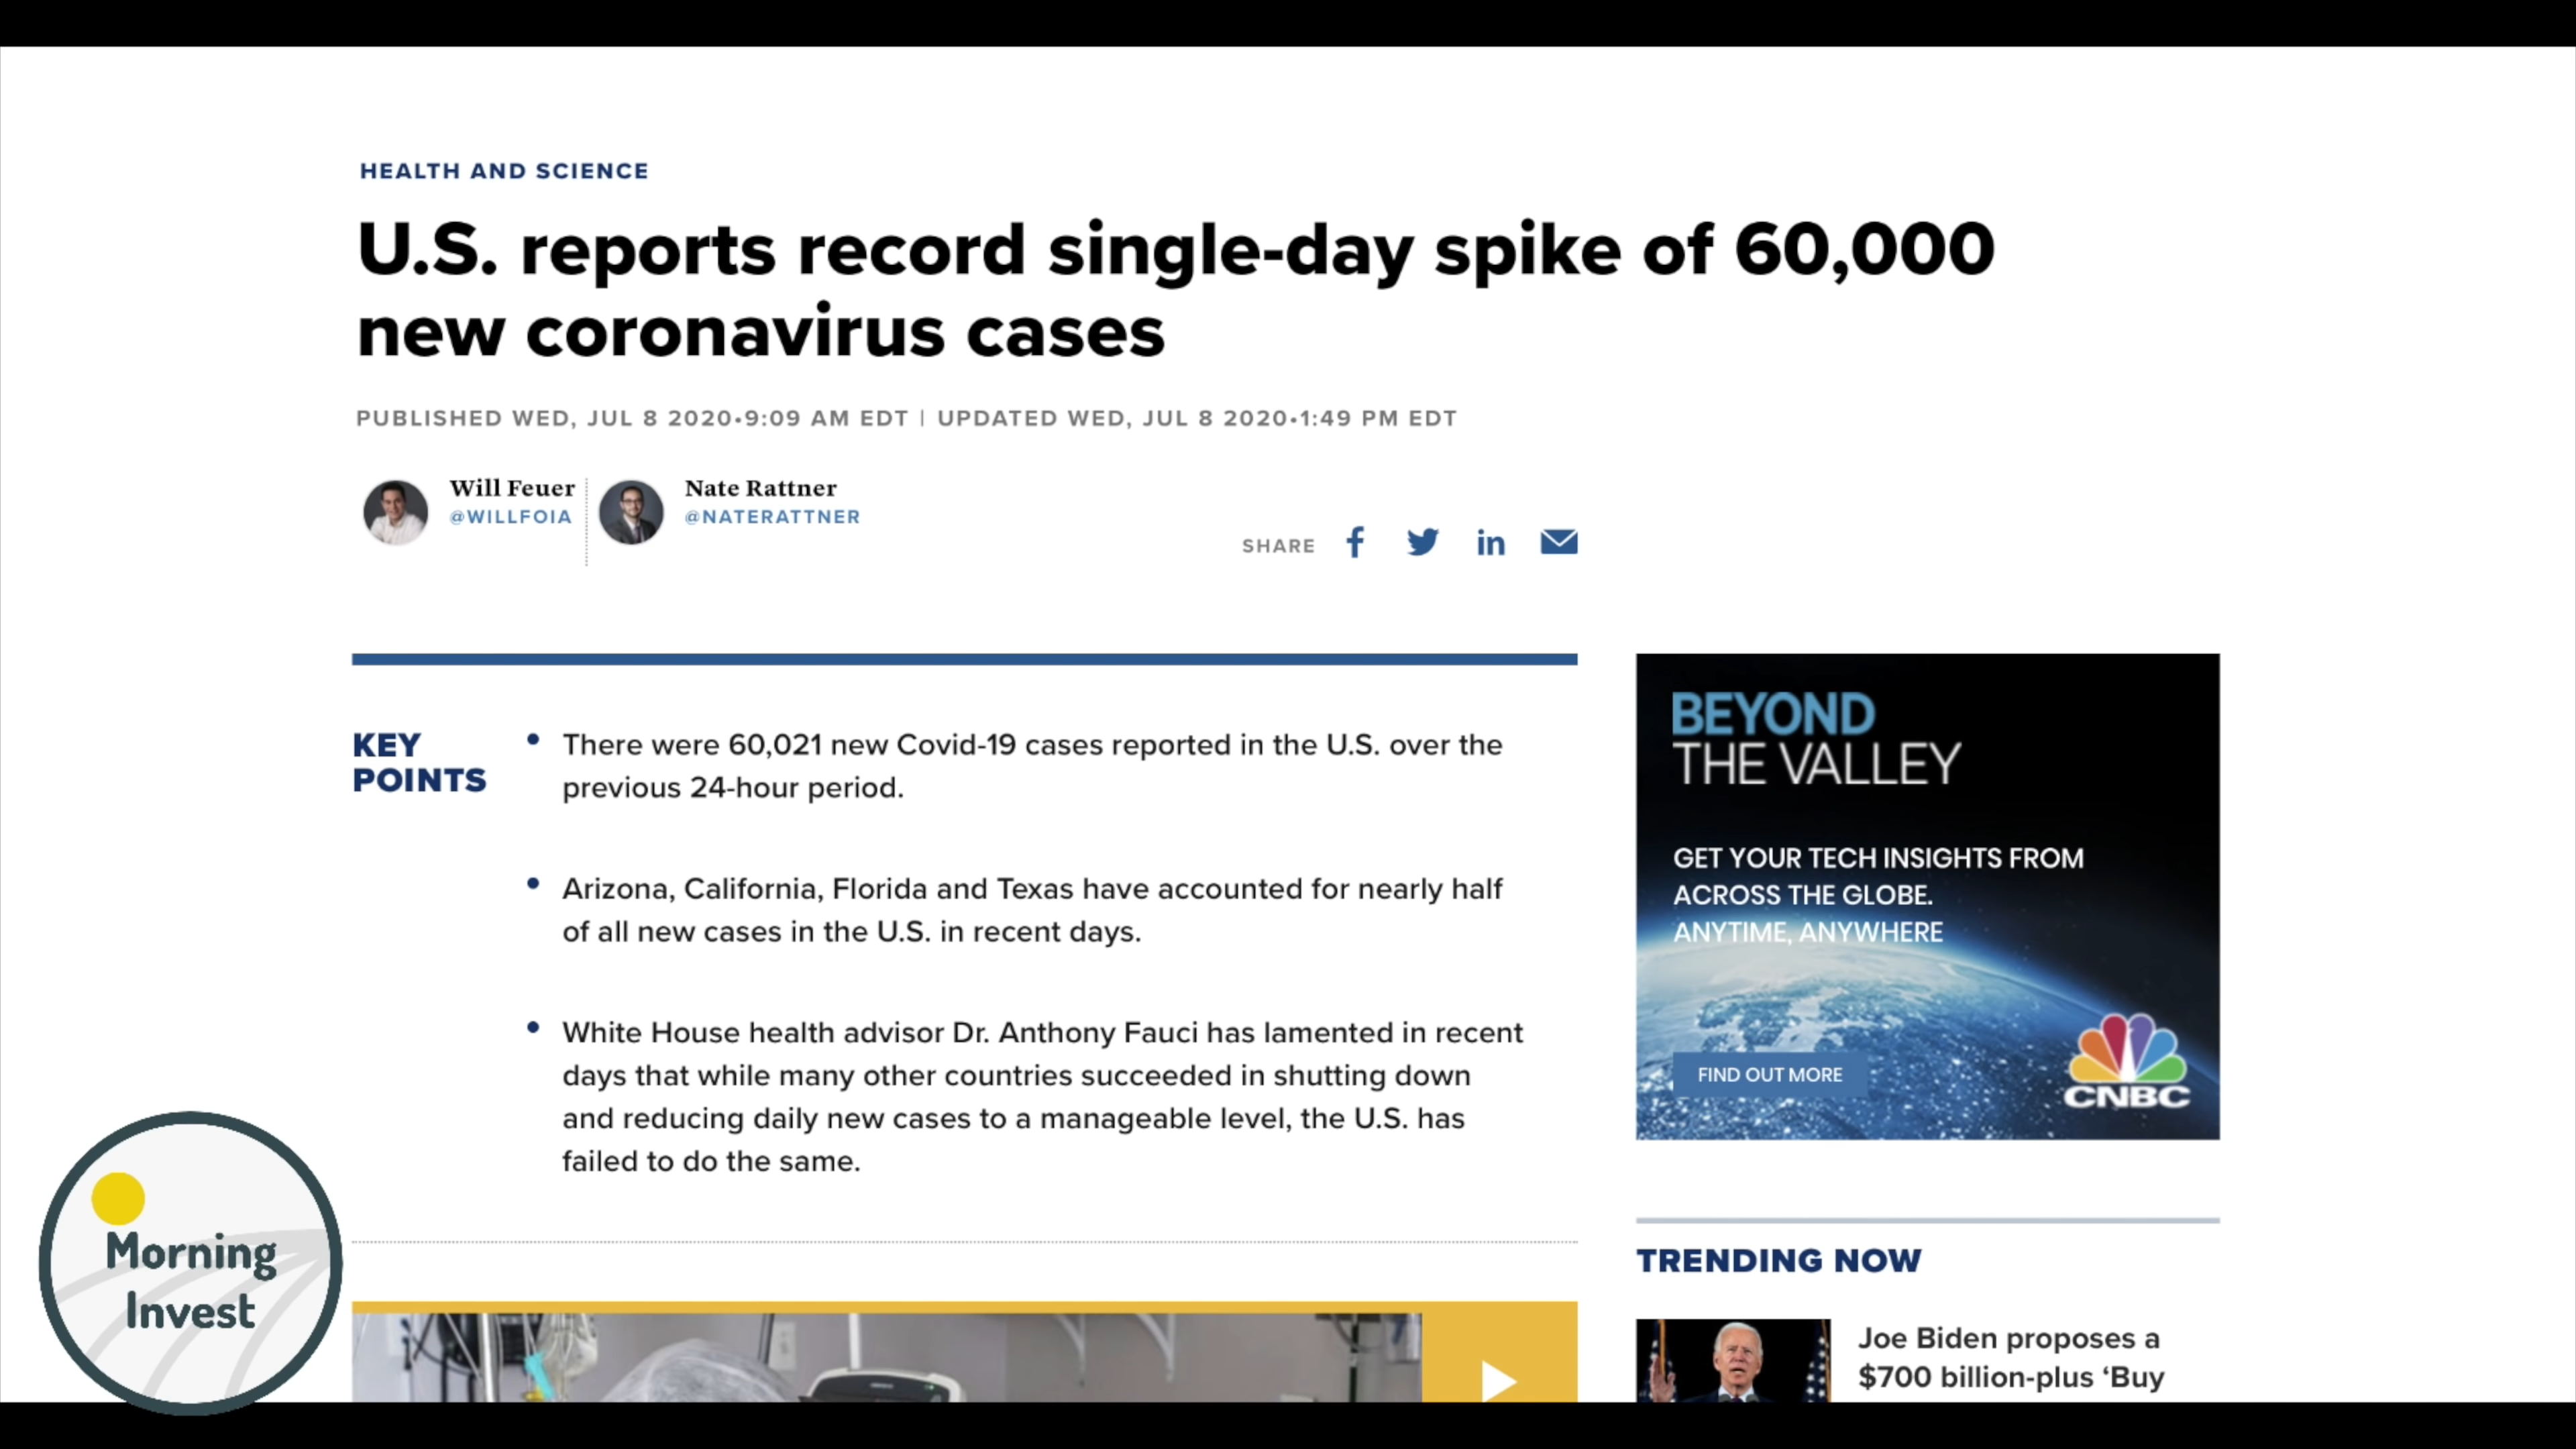 HEALTH AND SCIENCE
U.S. reports record single-day spike of 60,000
new coronavirus cases
PUBLISHED WED, JUL 8 2020•9:09 AM EDT | UPDATED WED, JUL 8 2020•1:49 PM EDT
Will Feuer
@WILLFOIA
Nate Rattner
@NATERATTNER
SHARE
KEY
POINTS
• There were 60,021 new Covid-19 cases reported in the U.S. over the
previous 24-hour period.
• Arizona, California, Florida and Texas have accounted for nearly half
of all new cases in the U.S. in recent days.
• White House health advisor Dr. Anthony Fauci has lamented in recent
days that while many other countries succeeded in shutting down
and reducing daily new cases to a manageable level, the U.S. has
failed to do the same.
BEYOND
THE VALLEY
GET YOUR TECH INSIGHTS FROM
ACROSS THE GLOBE.
ANYTIME, ANYWHERE
FIND OUT MORE
CNBC
TRENDING NOW
Joe Biden proposes a
$700 billion-plus ‘Buy
Morning
Invest